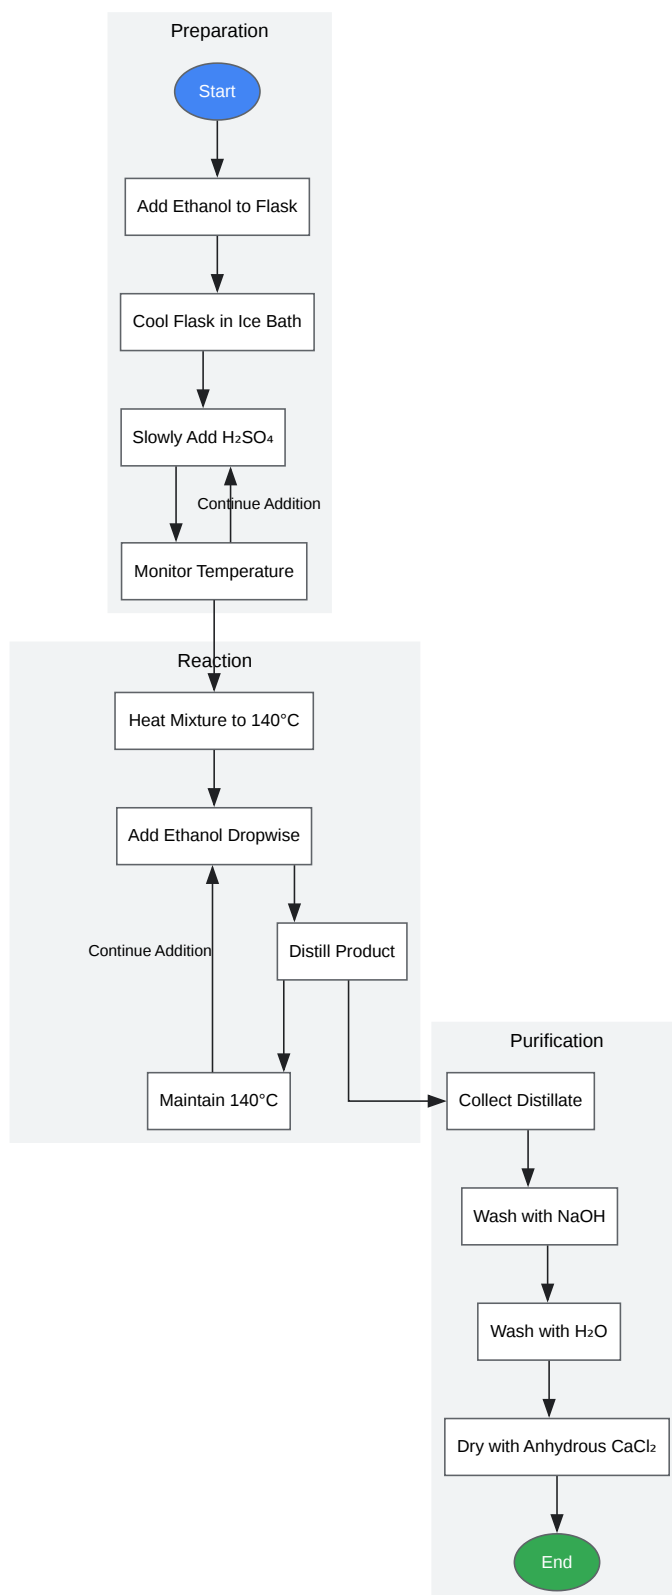 Preparation
Start
Add Ethanol to Flask
Cool Flask in Ice Bath
Slowly Add H₂SO₄
Continue Addition
Monitor Temperature
Reaction
Heat Mixture to 140°C
Add Ethanol Dropwise
Continue Addition
Distill Product
Maintain 140°C
Purification
Collect Distillate
Wash with NaOH
Wash with H₂O
Dry with Anhydrous CaCl₂
End